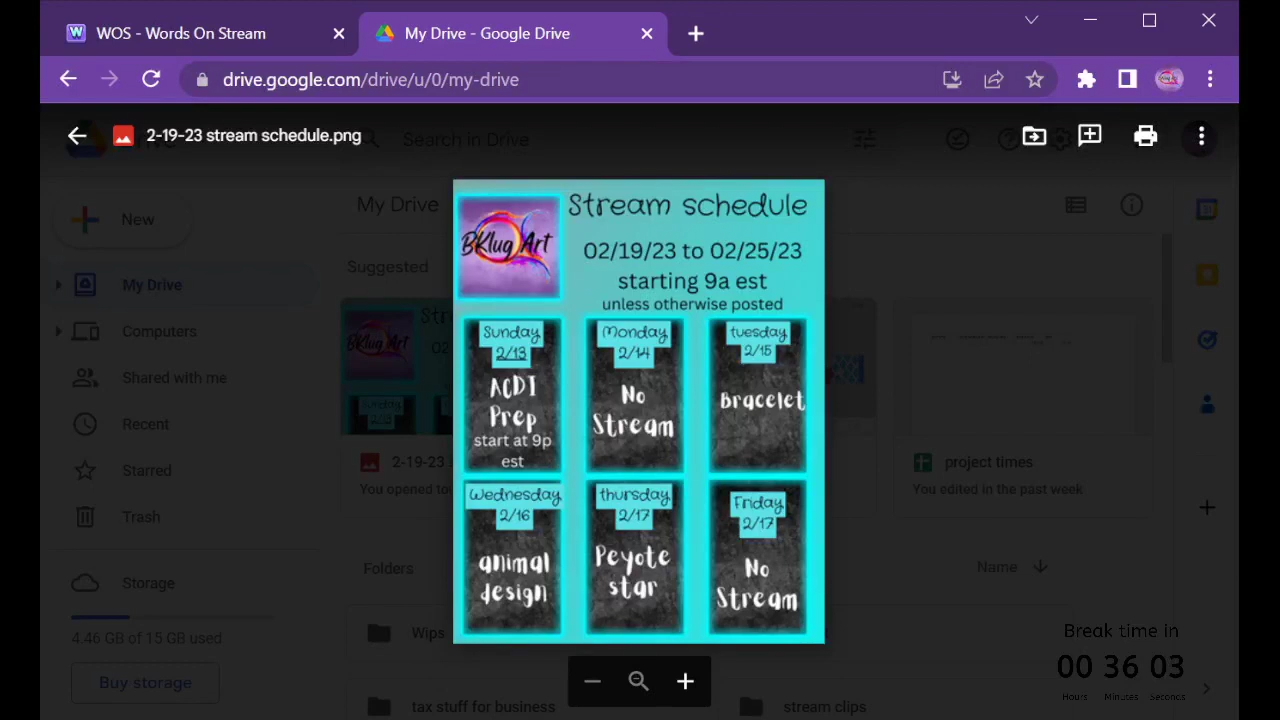 WOS - Words On Stream
My Drive - Google Drive
drive.google.com/drive/u/0/my-drive
2-19-23 stream schedule.png
Search in Drive
New
My Drive
Suggested
My Drive
Computers
Shared with me
Recent
Starred
Trash
Storage
4.46 GB of 15 GB used
Buy storage
BKlug Art
Stream schedule
02/19/23 to 02/25/23
starting 9a est
unless otherwise posted
Sunday
2/13
ACDI
Prep
start at 9p
est
Monday
2/14
No
Stream
tuesday
2/15
Bracelet
Wednesday
2/16
animal
design
thursday
2/17
Peyote
star
Friday
2/17
No
Stream
2-19-23
You opened
project times
You edited in the past week
Folders
Name
Wips
tax stuff for business
stream clips
Break time in
00 36 03
Hours Minutes Seconds